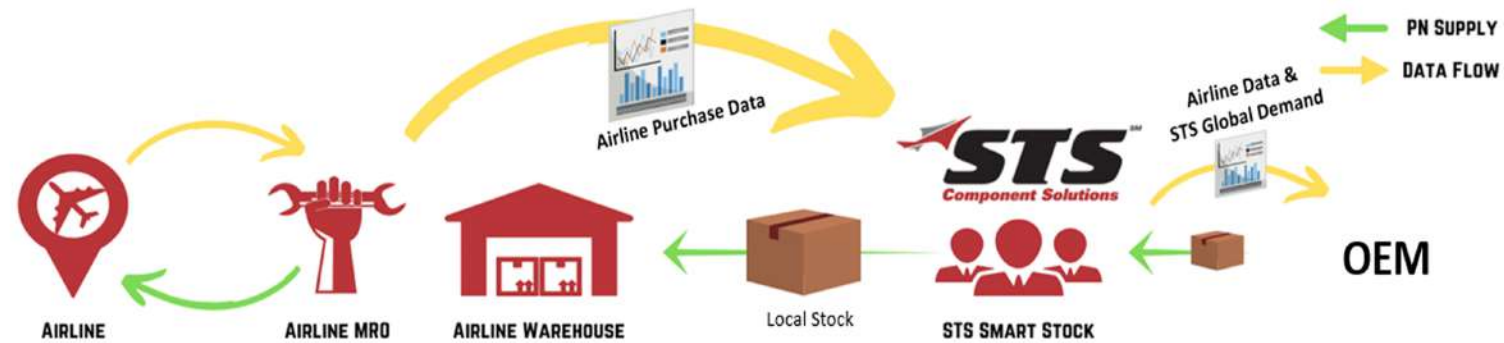 PN SUPPLY
DATA FLOW
Airline Purchase Data
Airline Data &
STS Global Demand
STS SM
Component Solutions
OEM
Local Stock
AIRLINE
AIRLINE MRO
AIRLINE WAREHOUSE
STS SMART STOCK